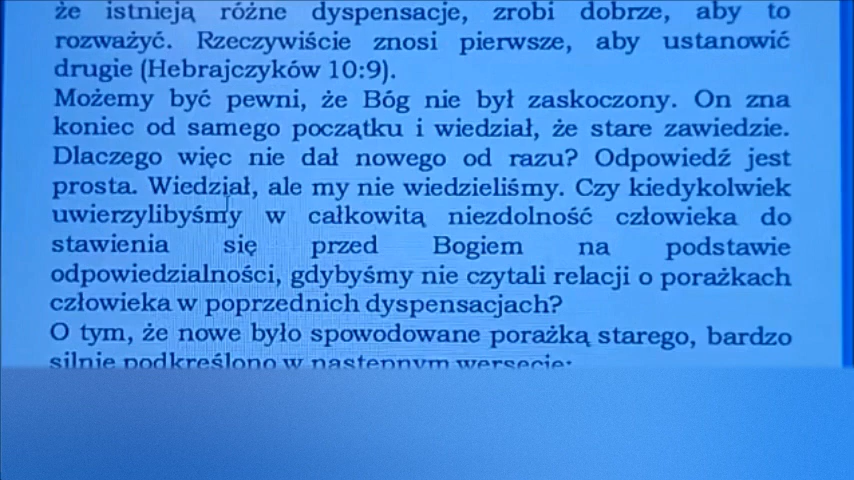 że istnieją różne dyspensacje, zrobi dobrze, aby to
rozważyć. Rzeczywiście znosi pierwsze, aby ustanowić
drugie (Hebrajczyków 10:9).
Możemy być pewni, że Bóg nie był zaskoczony. On zna
koniec od samego początku i wiedział, że stare zawiedzie.
Dlaczego więc nie dał nowego od razu? Odpowiedź jest
prosta. Wiedział, ale my nie wiedzieliśmy. Czy kiedykolwiek
uwierzylibyśmy w całkowitą niezdolność człowieka do
stawienia się przed Bogiem na podstawie
odpowiedzialności, gdybyśmy nie czytali relacji o porażkach
człowieka w poprzednich dyspensacjach?
O tym, że nowe było spowodowane porażką starego, bardzo
silnie podkreślono w następnym wersecie: